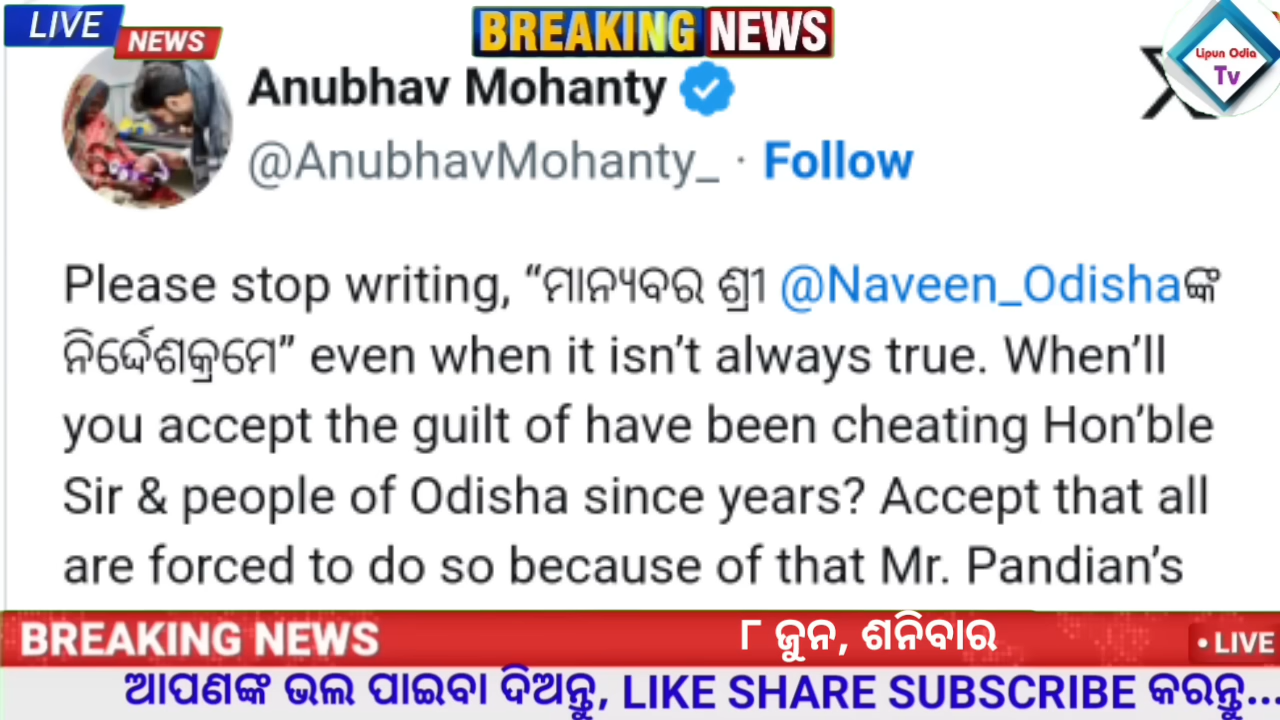 LIVE
NEWS
BREAKING NEWS
Lipun Odia
Tv
Anubhav Mohanty
@AnubhavMohanty_ · Follow
Please stop writing, “ମାନ୍ୟବର ଶ୍ରୀ @Naveen_Odishaଙ୍କ
ନିର୍ଦ୍ଦେଶକ୍ରମେ” even when it isn’t always true. When’ll
you accept the guilt of have been cheating Hon’ble
Sir & people of Odisha since years? Accept that all
are forced to do so because of that Mr. Pandian’s
BREAKING NEWS
୮ ଜୁନ, ଶନିବାର
• LIVE
ଆପଣଙ୍କ ଭଲ ପାଇବା ଦିଅନ୍ତୁ, LIKE SHARE SUBSCRIBE କରନ୍ତୁ...